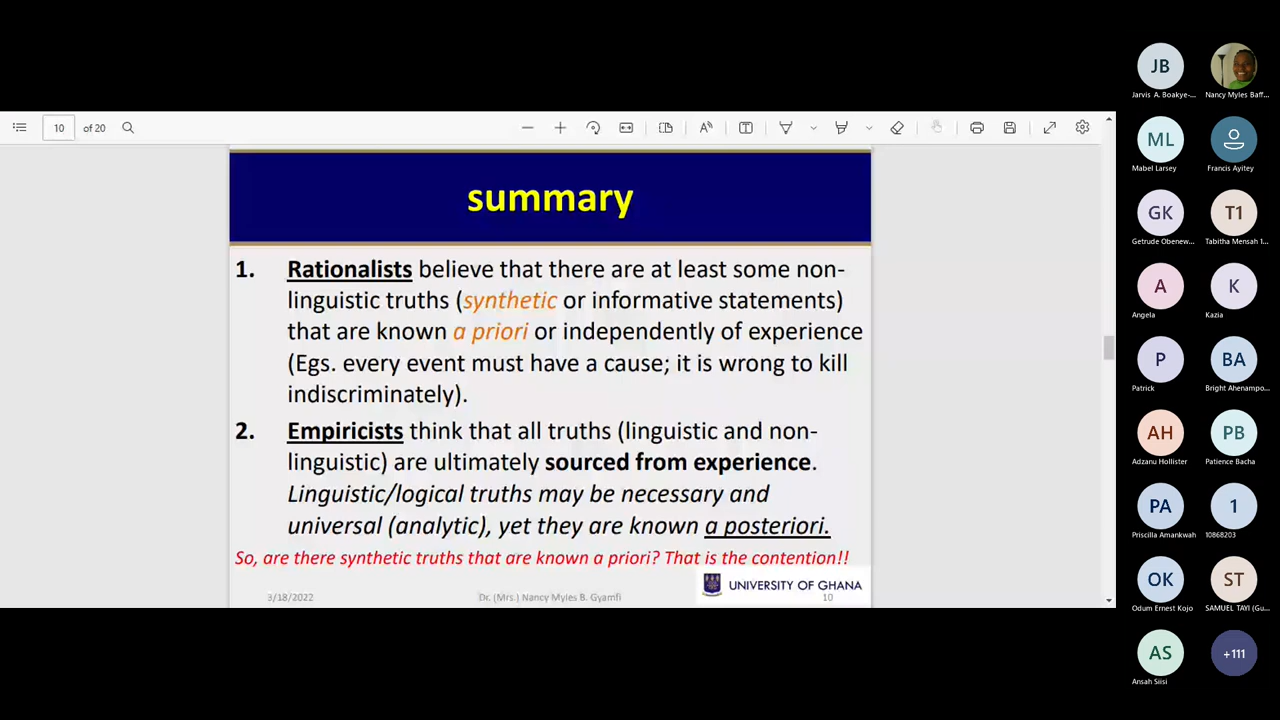 10 of 20
summary
1. Rationalists believe that there are at least some non-
linguistic truths (synthetic or informative statements)
that are known a priori or independently of experience
(Egs. every event must have a cause; it is wrong to kill
indiscriminately).
2. Empiricists think that all truths (linguistic and non-
linguistic) are ultimately sourced from experience.
Linguistic/logical truths may be necessary and
universal (analytic), yet they are known a posteriori.
So, are there synthetic truths that are known a priori? That is the contention!!
UNIVERSITY OF GHANA
3/18/2022 Dr. (Mrs.) Nancy Myles B. Gyamfi 10
JB
Jarvis A. Boakye-... Nancy Myles Baff...
ML
Mabel Larsey Francis Ayitey
GK T1
Getrude Obenew... Tabitha Mensah 1...
A K
Angela Kazia
P BA
Patrick Bright Ahenampo...
AH PB
Adzanu Hollister Patience Bacha
PA 1
Priscilla Amankwah 10868203
OK ST
Odum Ernest Kojo SAMUEL TAYI (Gu...
AS +111
Ansah Siisi